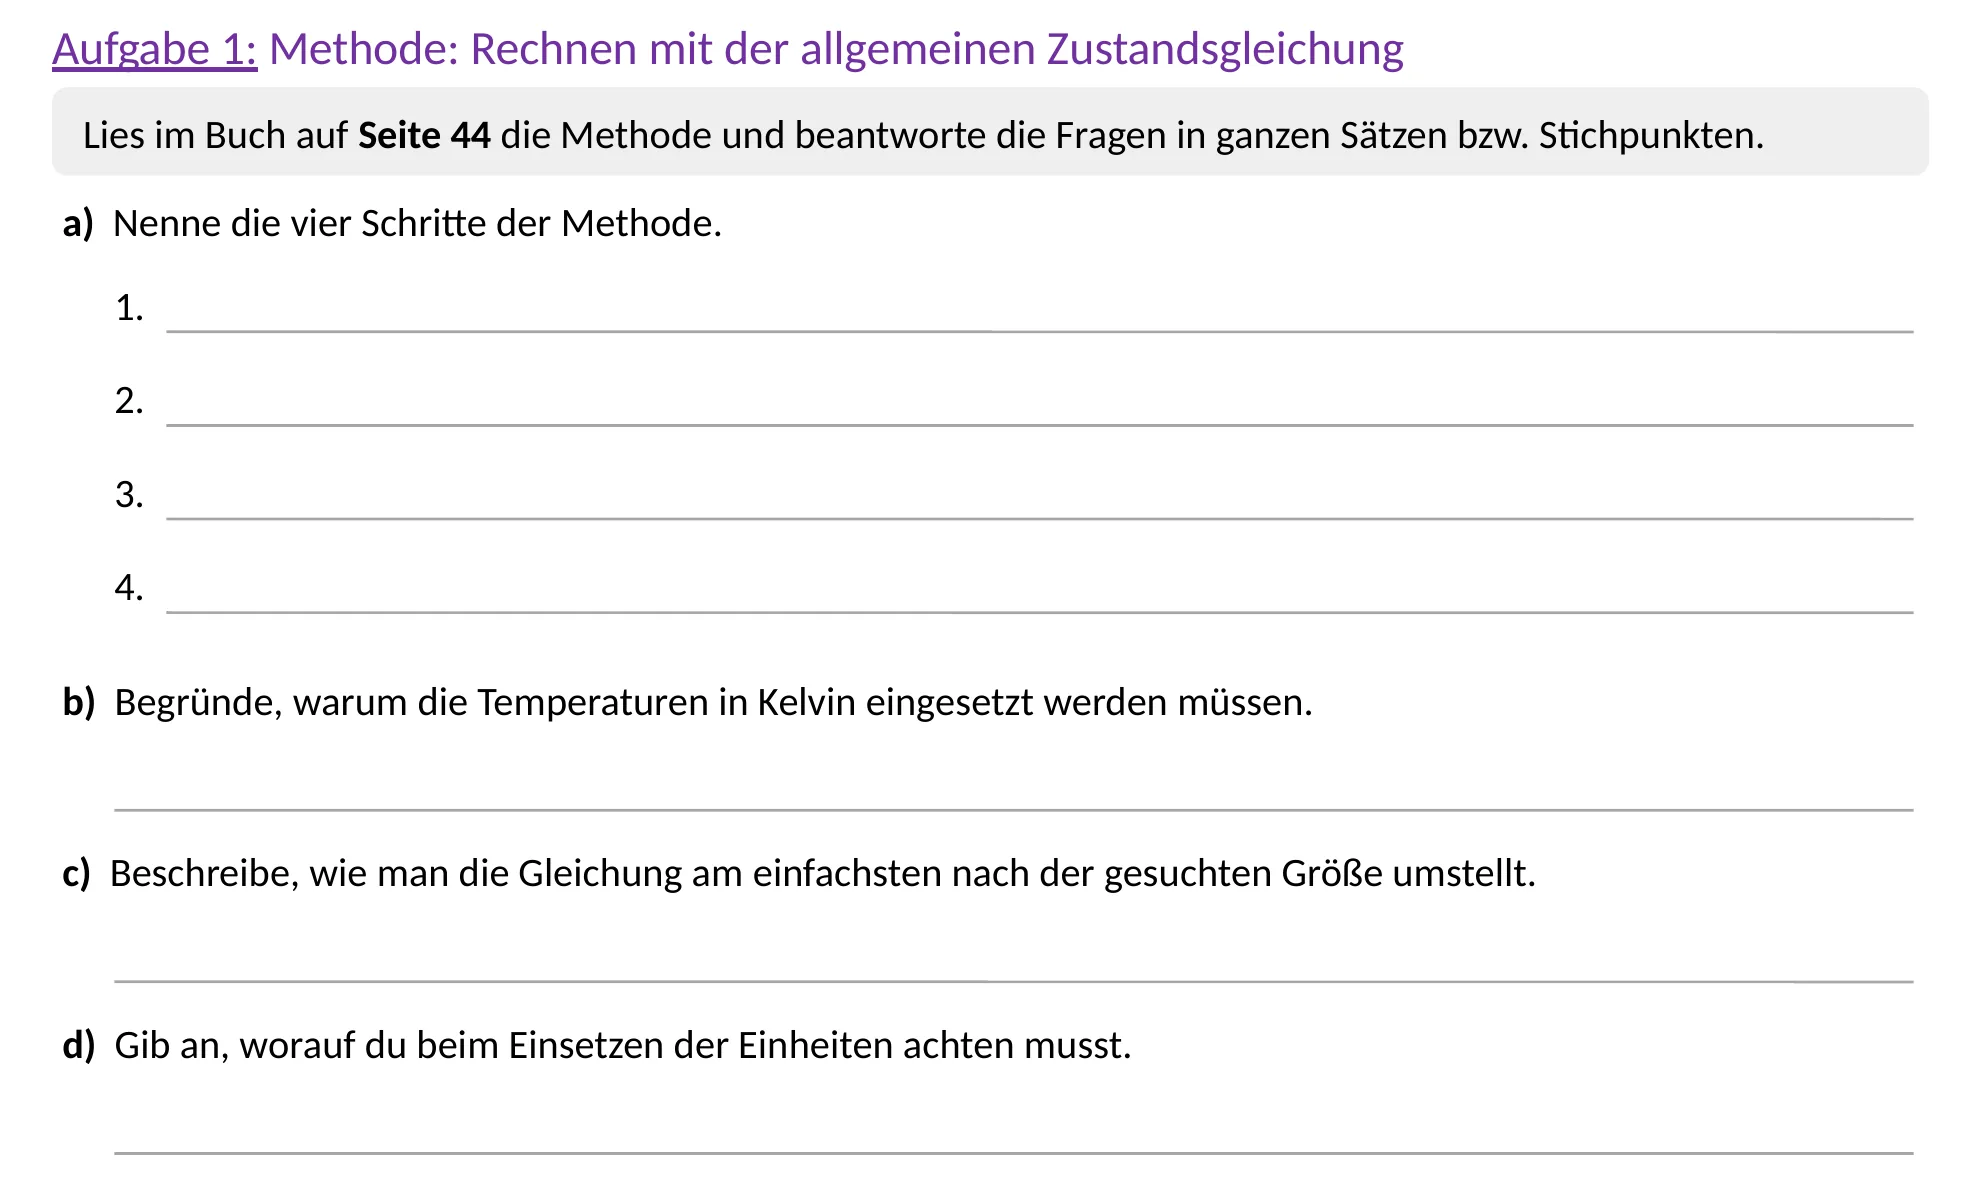 Aufgabe 1: Methode: Rechnen mit der allgemeinen Zustandsgleichung
Lies im Buch auf Seite 44 die Methode und beantworte die Fragen in ganzen Sätzen bzw. Stichpunkten.
a) Nenne die vier Schritte der Methode.
1.
2.
3.
4.
b) Begründe, warum die Temperaturen in Kelvin eingesetzt werden müssen.
c) Beschreibe, wie man die Gleichung am einfachsten nach der gesuchten Größe umstellt.
d) Gib an, worauf du beim Einsetzen der Einheiten achten musst.